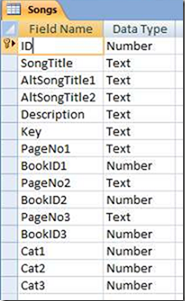 Songs
Field Name Data Type
ID Number
SongTitle Text
AltSongTitle1 Text
AltSongTitle2 Text
Description Text
Key Text
PageNo1 Text
BookID1 Number
PageNo2 Text
BookID2 Number
PageNo3 Text
BookID3 Number
Cat1 Number
Cat2 Number
Cat3 Number